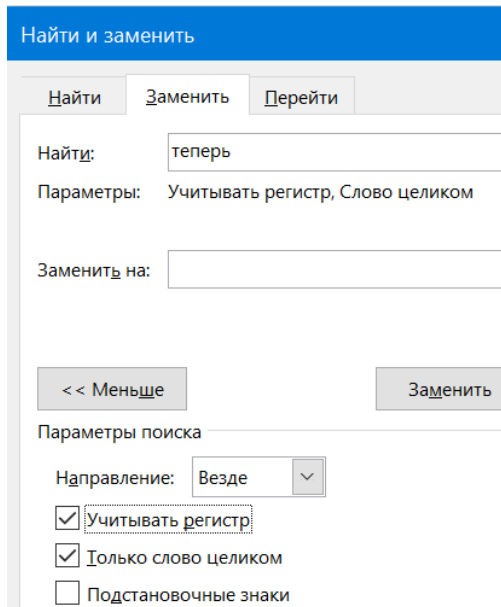 Найти и заменить
Найти Заменить Перейти
Найти: теперь
Параметры: Учитывать регистр, Слово целиком
Заменить на:
<< Меньше Заменить
Параметры поиска
Направление: Везде
Учитывать регистр
Только слово целиком
Подстановочные знаки